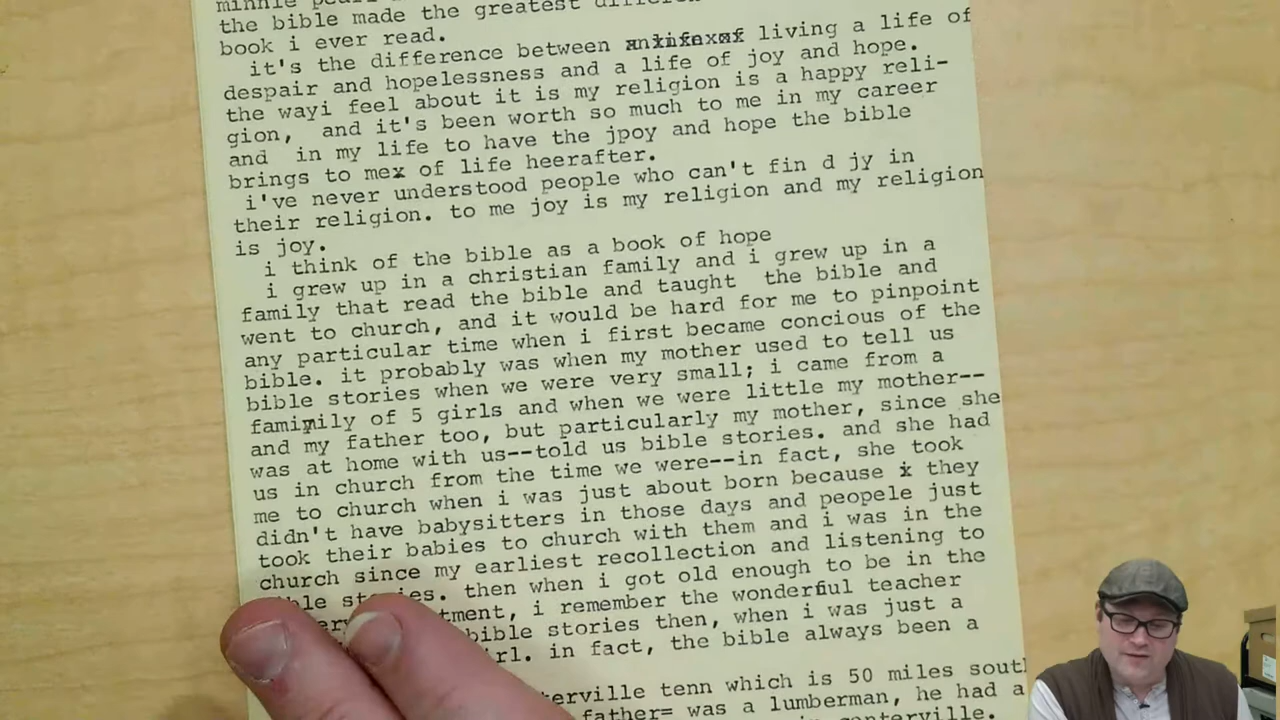 minnie
the bible made the greatest
book i ever read.
it's the difference between living a life of
despair and hopelessness and a life of joy and hope.
the wayi feel about it is my religion is a happy reli-
gion, and it's been worth so much to me in my career
and in my life to have the jpoy and hope the bible
brings to mex of life heerafter.
i've never understood people who can't fin d jy in
their religion. to me joy is my religion and my religion
is joy.
i think of the bible as a book of hope
i grew up in a christian family and i grew up in a
family that read the bible and taught the bible and
went to church, and it would be hard for me to pinpoint
any particular time when i first became concious of the
bible. it probably was when my mother used to tell us
bible stories when we were very small; i came from a
of 5 girls and when we were little my mother--
and my father too, but particularly my mother, since she
was at home with us--told us bible stories. and she had
us in church from the time we were--in fact, she took
me to church when i was just about born because x they
didn't have babysitters in those days and peopele just
took their babies to church with them and i was in the
church since my earliest recollection and listening to
then when i got old enough to be in the
i remember the wonderful teacher
bible stories then, when i was just a
in fact, the bible always been a
tenn which is 50 miles
father= was a lumberman, he had a
centerville.